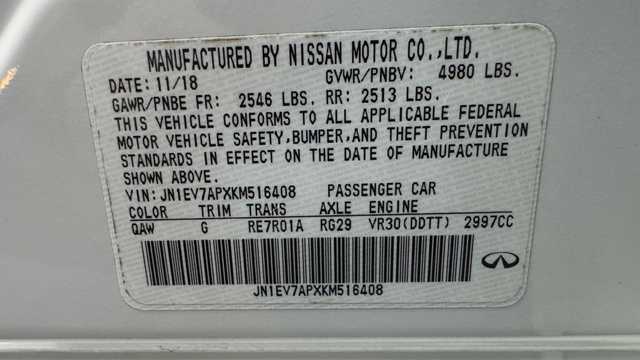 MANUFACTURED BY NISSAN MOTOR CO.,LTD.
DATE: 11/18 GVWR/PNBV: 4980 LBS.
GAWR/PNBE FR: 2546 LBS. RR: 2513 LBS.
THIS VEHICLE CONFORMS TO ALL APPLICABLE FEDERAL
MOTOR VEHICLE SAFETY,BUMPER,AND THEFT PREVENTION
STANDARDS IN EFFECT ON THE DATE OF MANUFACTURE
SHOWN ABOVE.
VIN: JN1EV7APXKM516408 PASSENGER CAR
COLOR TRIM TRANS AXLE ENGINE
QAW G RE7R01A RG29 VR30(DDTT) 2997CC
JN1EV7APXKM516408